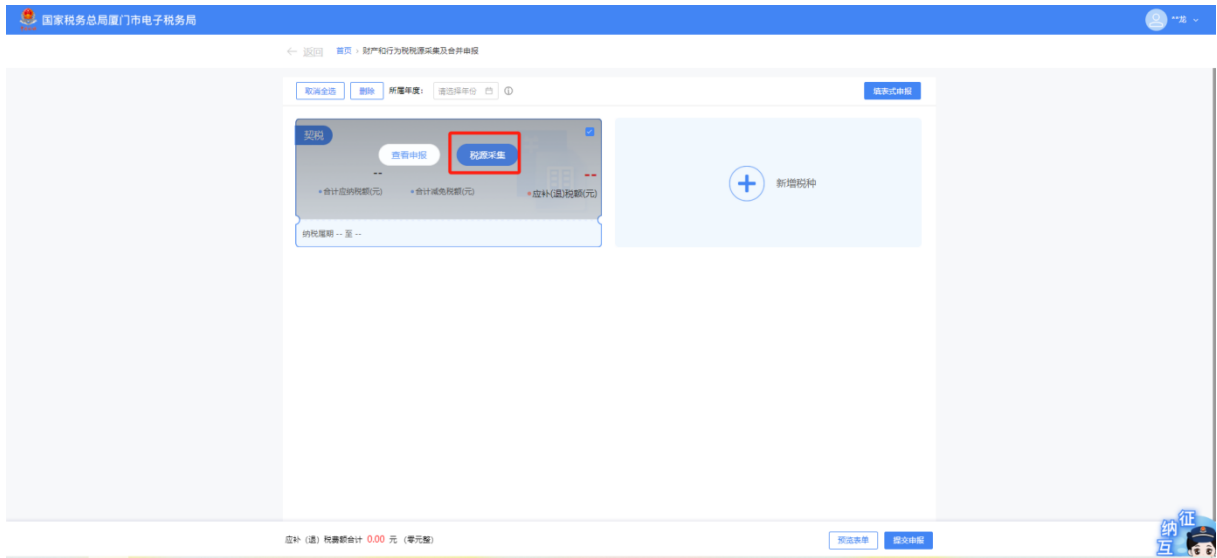 国家税务总局厦门市电子税务局
**龙
← 返回 首页 › 财产和行为税税源采集及合并申报
取消全选 删除 所属年度： 请选择年份 填表式申报
契税
查看申报 税源采集
-- --
合计应纳税额(元) 合计减免税额(元) 应补(退)税额(元)
纳税属期 -- 至 --
新增税种
应补（退）税费额合计 0.00 元 （零元整）
预览表单 提交申报
征纳互